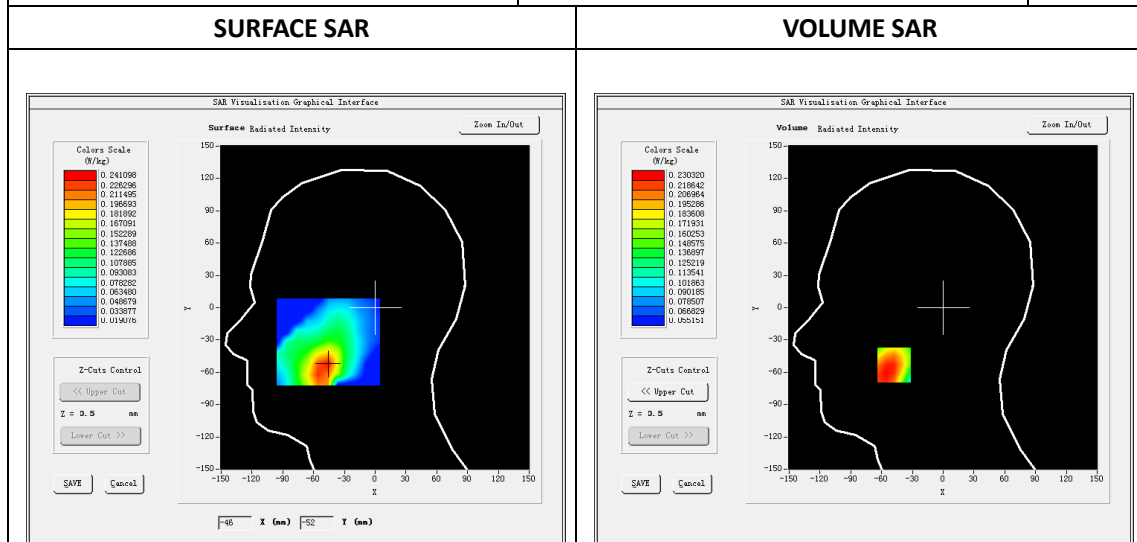 SURFACE SAR
SAR Visualisation Graphical Interface
Surface Radiated Intensity
Zoom In/Out
Colors Scale
(W/kg)
0.241098
0.226296
0.211495
0.196693
0.181892
0.167091
0.152289
0.137488
0.122686
0.107885
0.093083
0.078282
0.063480
0.048679
0.033877
0.019076
Z-Cuts Control
<< Upper Cut
Z = 0.5 mm
Lower Cut >>
SAVE
Cancel
150
120
90
60
30
0
-30
-60
-90
-120
-150
Y
-150 -120 -90 -60 -30 0 30 60 90 120 150
X
-46 X (mm) -52 Y (mm)
VOLUME SAR
SAR Visualisation Graphical Interface
Volume Radiated Intensity
Zoom In/Out
Colors Scale
(W/kg)
0.230320
0.218642
0.206964
0.195286
0.183608
0.171931
0.160253
0.148575
0.136897
0.125219
0.113541
0.101863
0.090185
0.078507
0.066829
0.055151
Z-Cuts Control
<< Upper Cut
Z = 0.5 mm
Lower Cut >>
SAVE
Cancel
150
120
90
60
30
0
-30
-60
-90
-120
-150
Y
-150 -120 -90 -60 -30 0 30 60 90 120 150
X